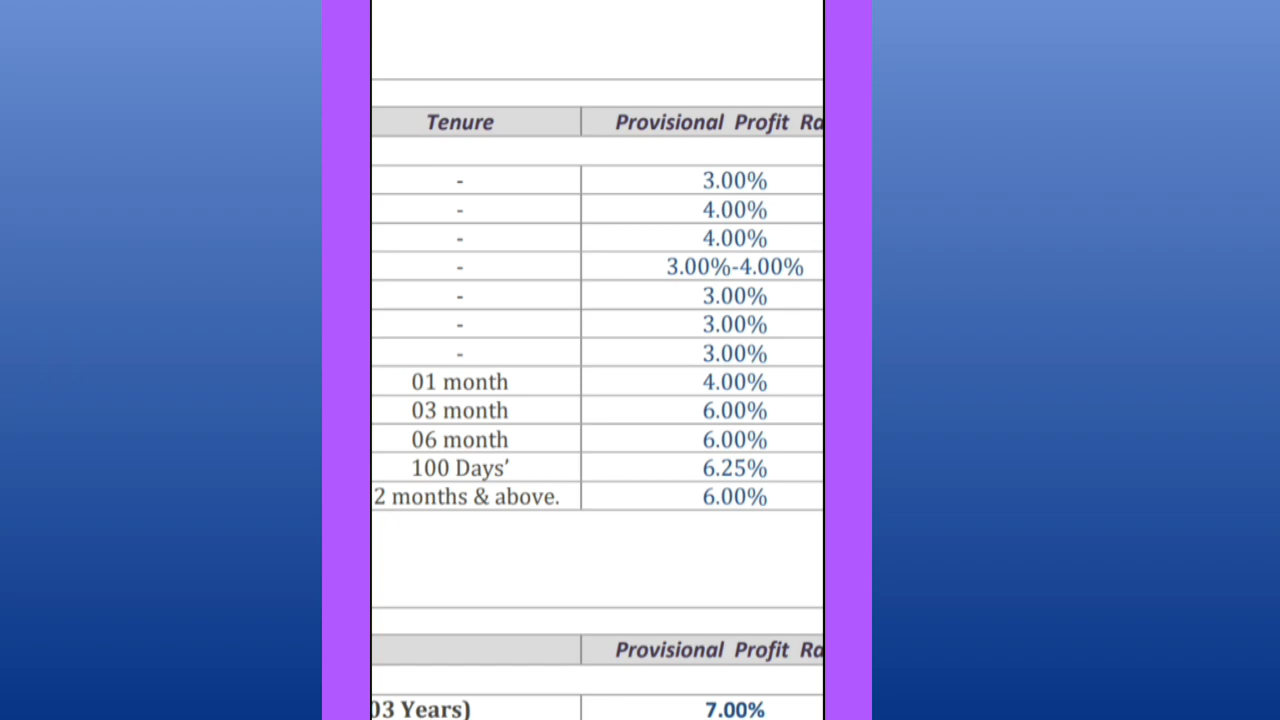 Tenure Provisional Profit Ra
- 3.00%
- 4.00%
- 4.00%
- 3.00%-4.00%
- 3.00%
- 3.00%
- 3.00%
01 month 4.00%
03 month 6.00%
06 month 6.00%
100 Days’ 6.25%
2 months & above. 6.00%
Provisional Profit Ra
03 Years) 7.00%